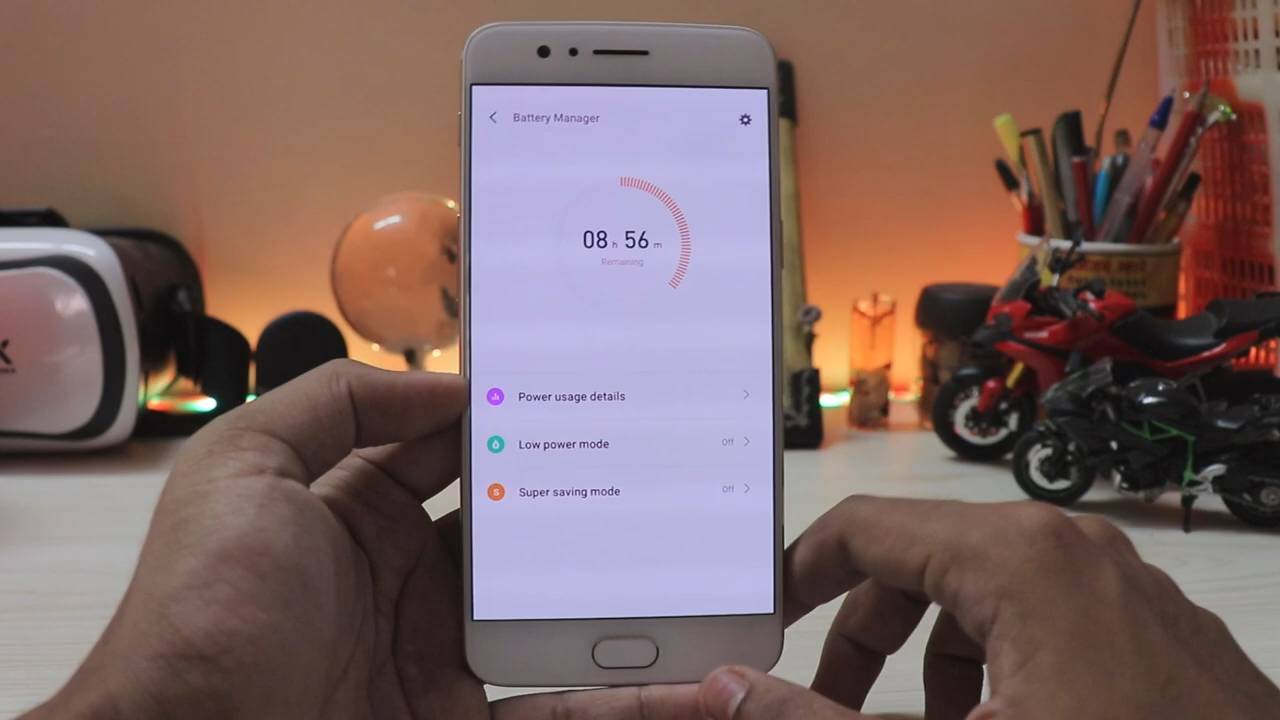 Battery Manager
08 h 56 m
Remaining
Power usage details
Low power mode Off
Super saving mode Off